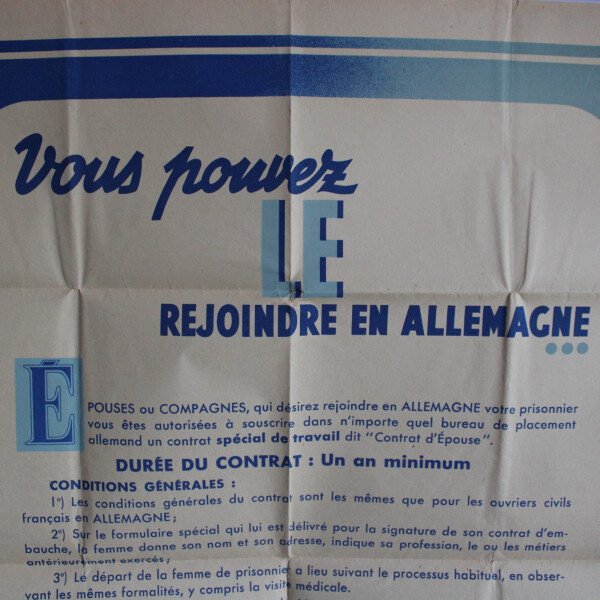 Vous pouvez
LE
REJOINDRE EN ALLEMAGNE
...
ÉPOUSES ou COMPAGNES, qui désirez rejoindre en ALLEMAGNE votre prisonnier
vous êtes autorisées à souscrire dans n'importe quel bureau de placement
allemand un contrat spécial de travail dit "Contrat d'Épouse".
DURÉE DU CONTRAT : Un an minimum
CONDITIONS GÉNÉRALES :
1°) Les conditions générales du contrat sont les mêmes que pour les ouvriers civils
français en ALLEMAGNE ;
2°) Sur le formulaire spécial qui lui est délivré pour la signature de son contrat d'em-
bauche, la femme donne son nom et son adresse, indique sa profession, le ou les métiers
antérieurement exercés ;
3°) Le départ de la femme de prisonnier a lieu suivant le processus habituel, en obser-
vant les mêmes formalités, y compris la visite médicale.